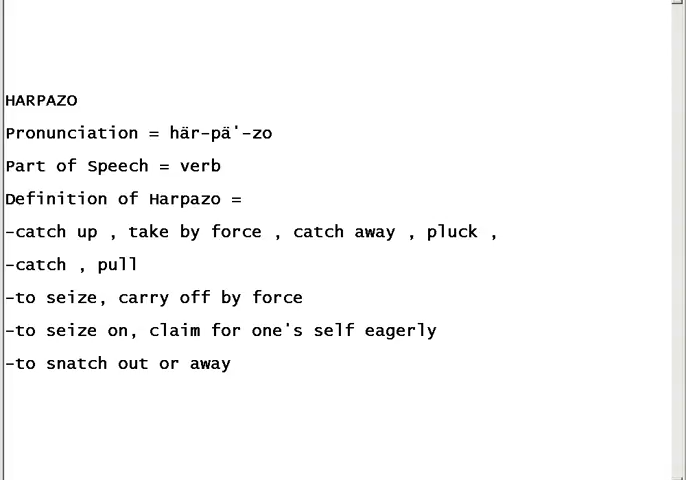 HARPAZO
Pronunciation = här-pä'-zo
Part of Speech = verb
Definition of Harpazo =
-catch up , take by force , catch away , pluck ,
-catch , pull
-to seize, carry off by force
-to seize on, claim for one's self eagerly
-to snatch out or away